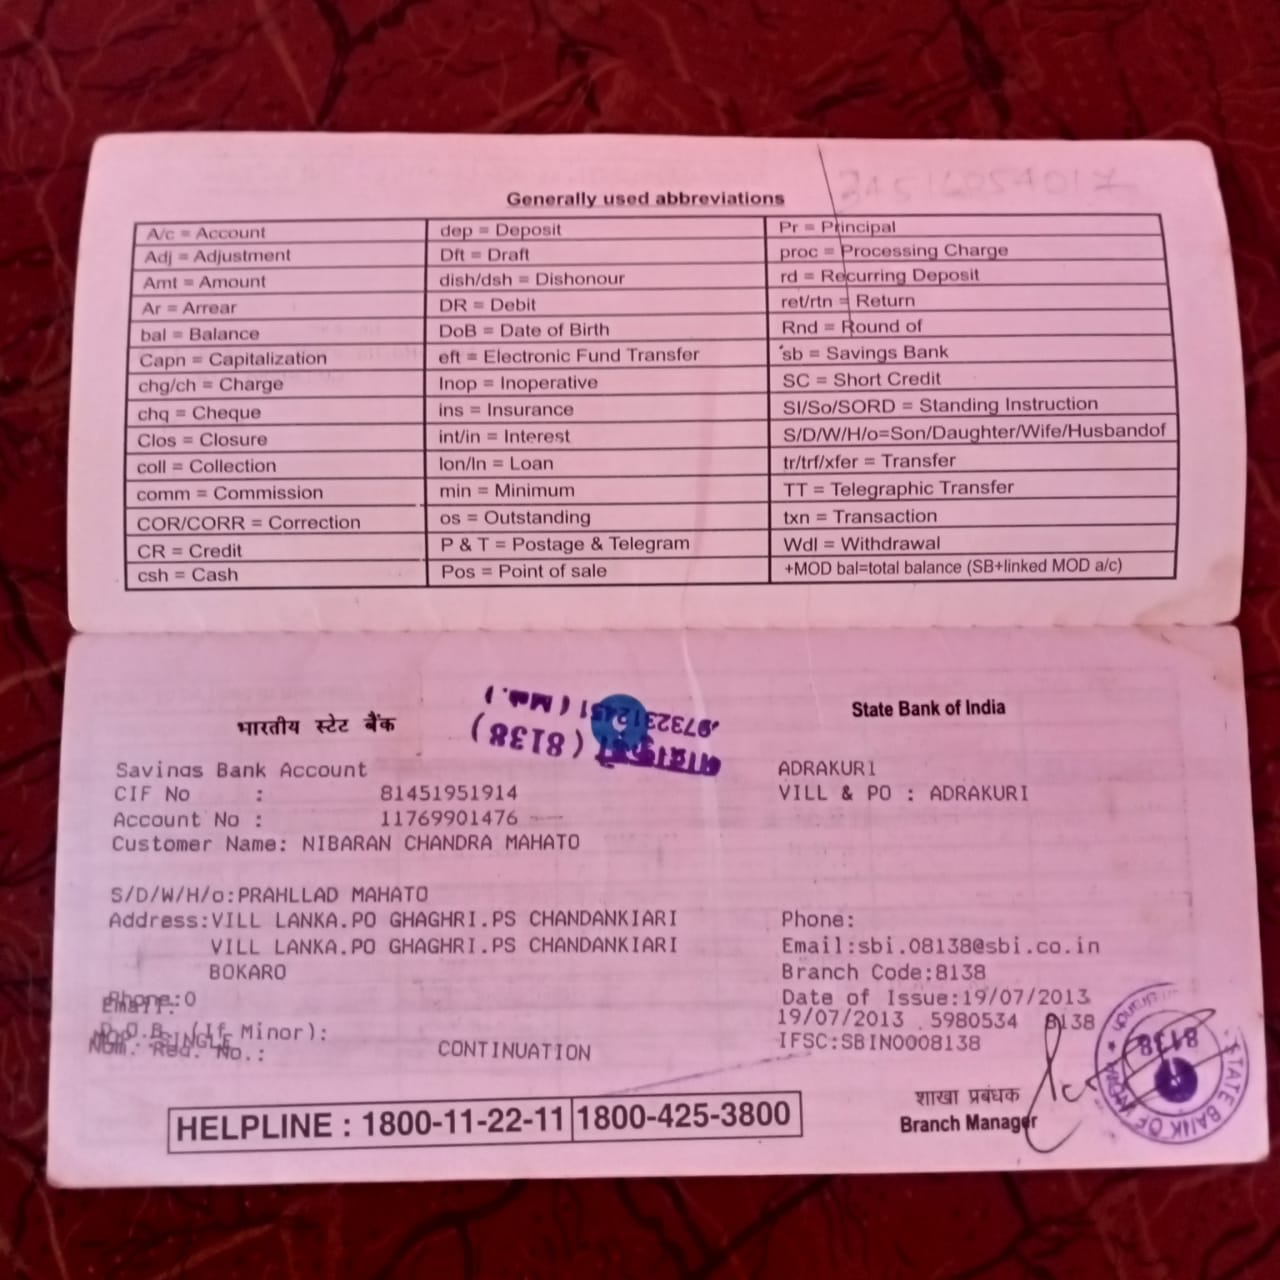 Generally used abbreviations
A/c = Account
Adj = Adjustment
Amt = Amount
Ar = Arrear
bal = Balance
Capn = Capitalization
chg/ch = Charge
chq = Cheque
Clos = Closure
coll = Collection
comm = Commission
COR/CORR = Correction
CR = Credit
csh = Cash
dep = Deposit
Dft = Draft
dish/dsh = Dishonour
DR = Debit
DoB = Date of Birth
eft = Electronic Fund Transfer
Inop = Inoperative
ins = Insurance
int/in = Interest
lon/ln = Loan
min = Minimum
os = Outstanding
P & T = Postage & Telegram
Pos = Point of sale
Pr = Principal
proc = Processing Charge
rd = Recurring Deposit
ret/rtn = Return
Rnd = Round of
sb = Savings Bank
SC = Short Credit
SI/So/SORD = Standing Instruction
S/D/W/H/o=Son/Daughter/Wife/Husbandof
tr/trf/xfer = Transfer
TT = Telegraphic Transfer
txn = Transaction
Wdl = Withdrawal
+MOD bal=total balance (SB+linked MOD a/c)
भारतीय स्टेट बैंक
State Bank of India
(8138)
Savings Bank Account
CIF No : 81451951914
Account No : 11769901476
Customer Name: NIBARAN CHANDRA MAHATO
S/D/W/H/o:PRAHLLAD MAHATO
Address:VILL LANKA.PO GHAGHRI.PS CHANDANKIARI
VILL LANKA.PO GHAGHRI.PS CHANDANKIARI
BOKARO
Phone:0
Email:
D.O.B. (If Minor):
MOP: SINGLE
Nom. Reg. No.:
CONTINUATION
ADRAKURI
VILL & PO : ADRAKURI
Phone:
Email:sbi.08138@sbi.co.in
Branch Code:8138
Date of Issue:19/07/2013
19/07/2013 5980534 8138
IFSC:SBIN0008138
शाखा प्रबंधक
Branch Manager
STATE BANK OF INDIA
8138
HELPLINE : 1800-11-22-11 1800-425-3800